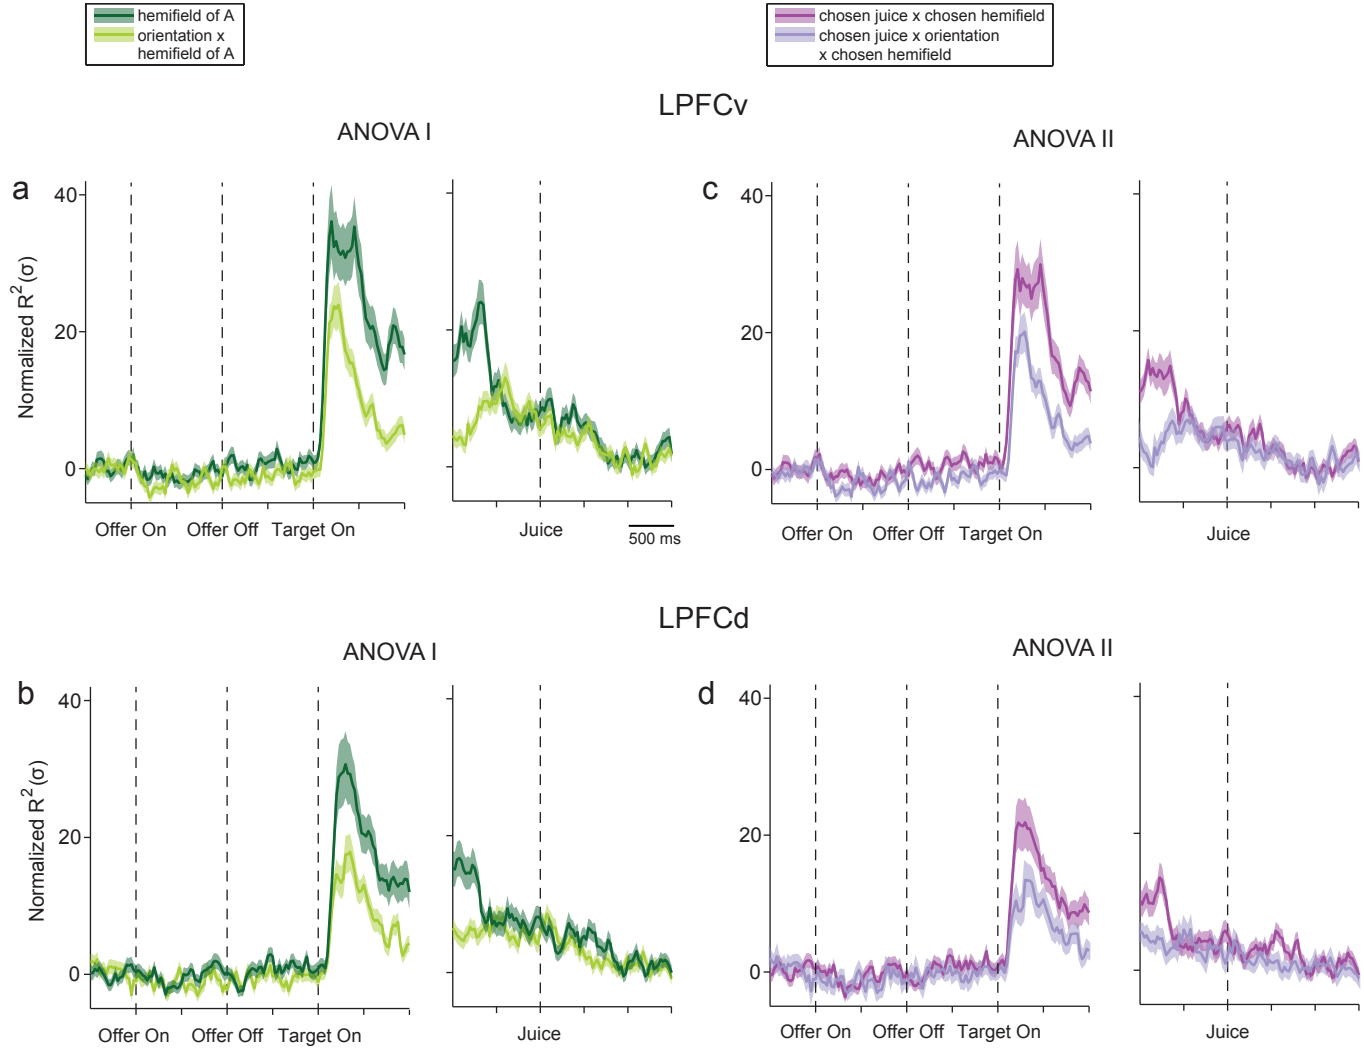 hemifield of A
orientation x
hemifield of A
chosen juice x chosen hemifield
chosen juice x orientation
x chosen hemifield
LPFCv
ANOVA I
ANOVA II
a
40
20
0
Normalized R²(σ)
Offer On
Offer Off
Target On
Juice
500 ms
c
40
20
0
Offer On
Offer Off
Target On
Juice
LPFCd
ANOVA I
ANOVA II
b
40
20
0
Normalized R²(σ)
Offer On
Offer Off
Target On
Juice
d
40
20
0
Offer On
Offer Off
Target On
Juice